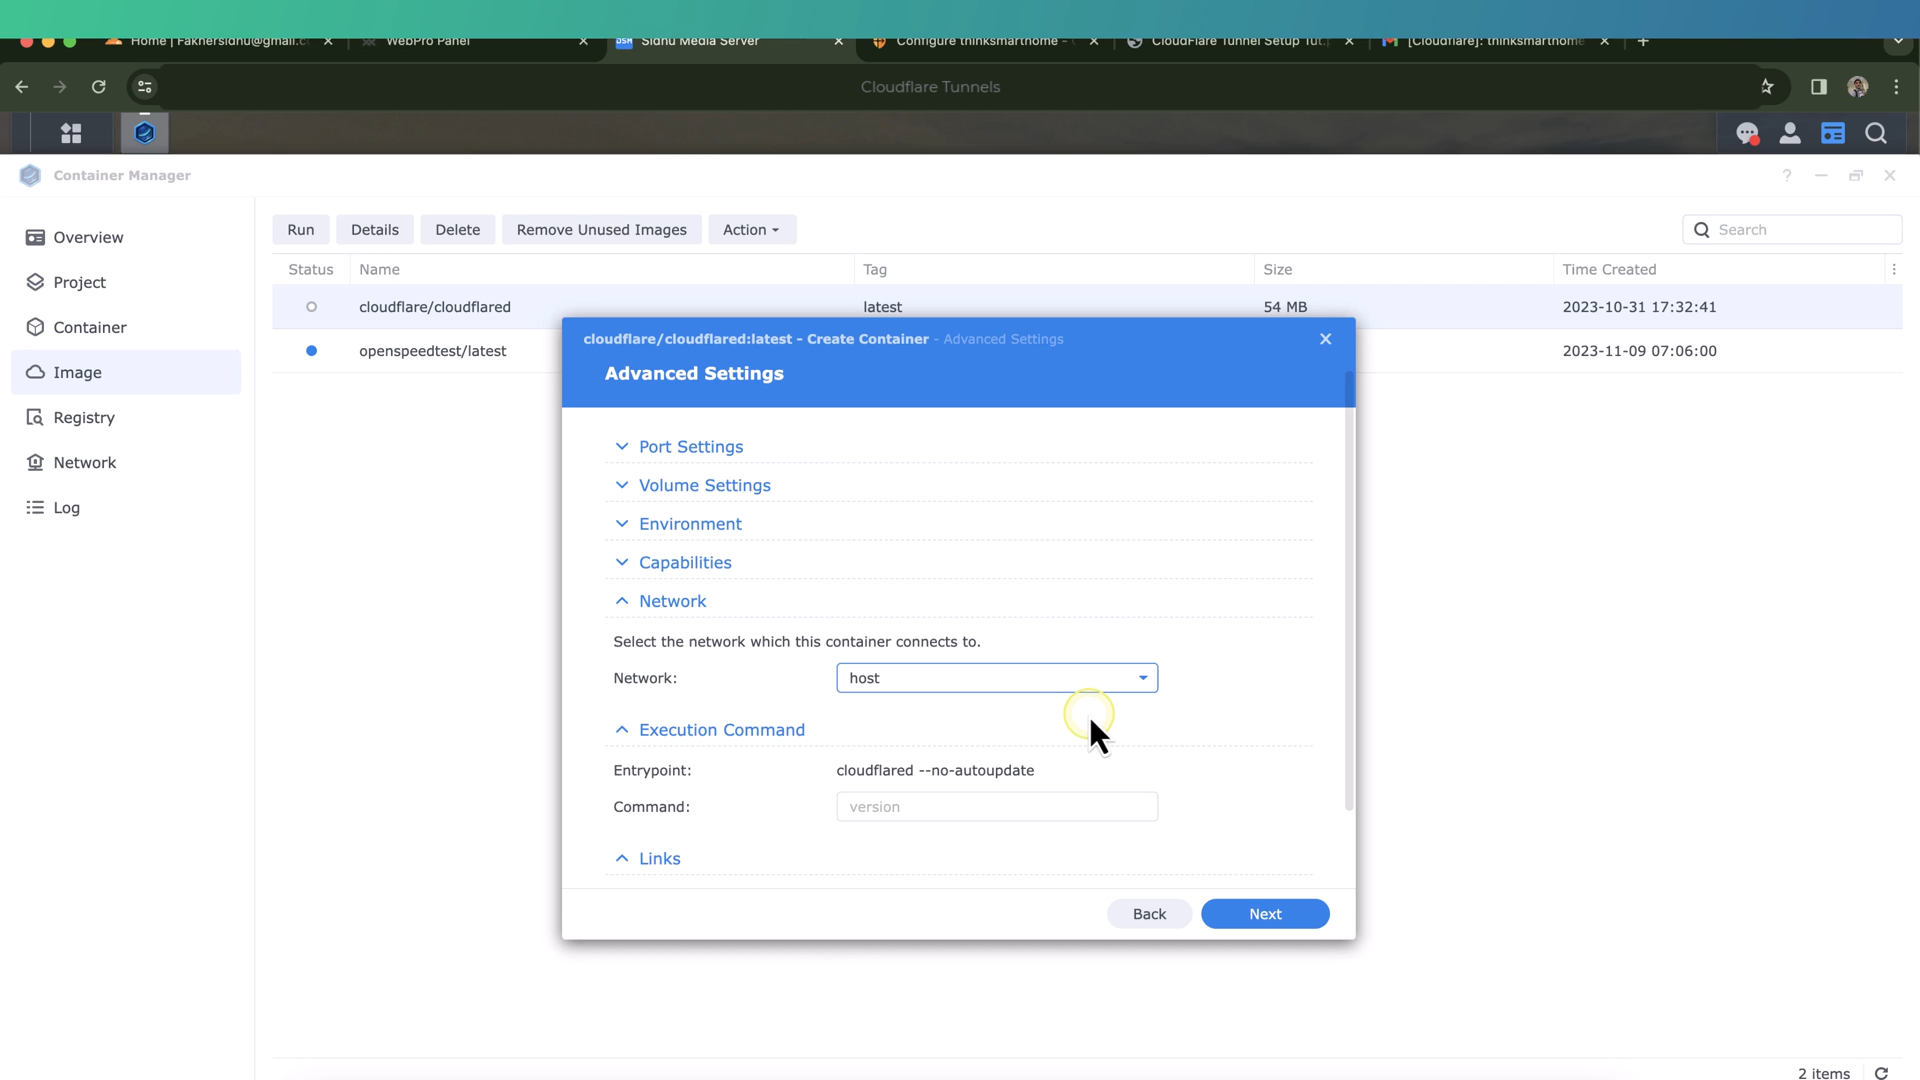 Home | Fakhersidhu@gmail.c
WebPro Panel
Sidhu Media Server
Configure thinksmarthome -
CloudFlare Tunnel Setup Tut
[Cloudflare]: thinksmarthome
Cloudflare Tunnels
Container Manager
Overview
Project
Container
Image
Registry
Network
Log
Run Details Delete Remove Unused Images Action
Search
Status Name Tag Size Time Created
cloudflare/cloudflared latest 54 MB 2023-10-31 17:32:41
openspeedtest/latest 2023-11-09 07:06:00
cloudflare/cloudflared:latest - Create Container - Advanced Settings
Advanced Settings
Port Settings
Volume Settings
Environment
Capabilities
Network
Select the network which this container connects to.
Network: host
Execution Command
Entrypoint: cloudflared --no-autoupdate
Command: version
Links
Back Next
2 items